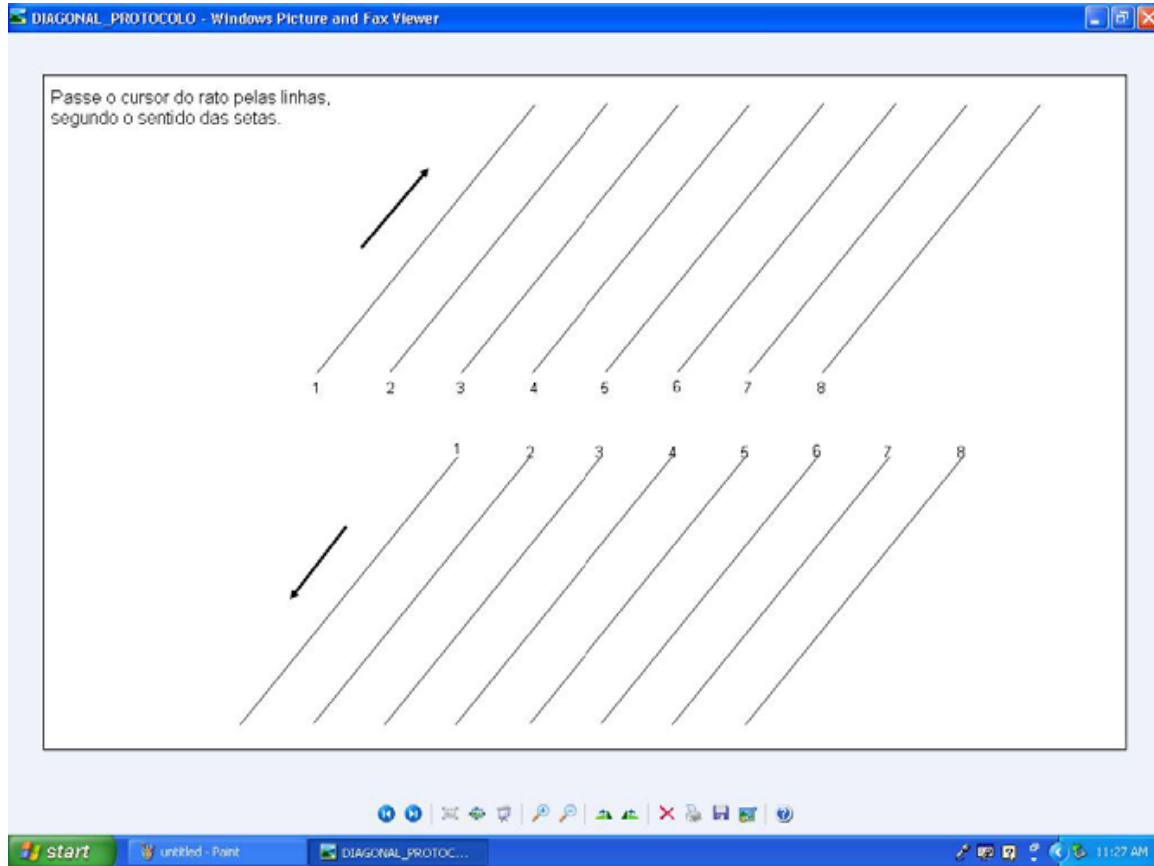 DIAGONAL_PROTOCOLO - Windows Picture and Fax Viewer
Passe o cursor do rato pelas linhas,
segundo o sentido das setas.
1 2 3 4 5 6 7 8
1 2 3 4 5 6 7 8
start untitled - Paint DIAGONAL_PROTOC... 11:27 AM